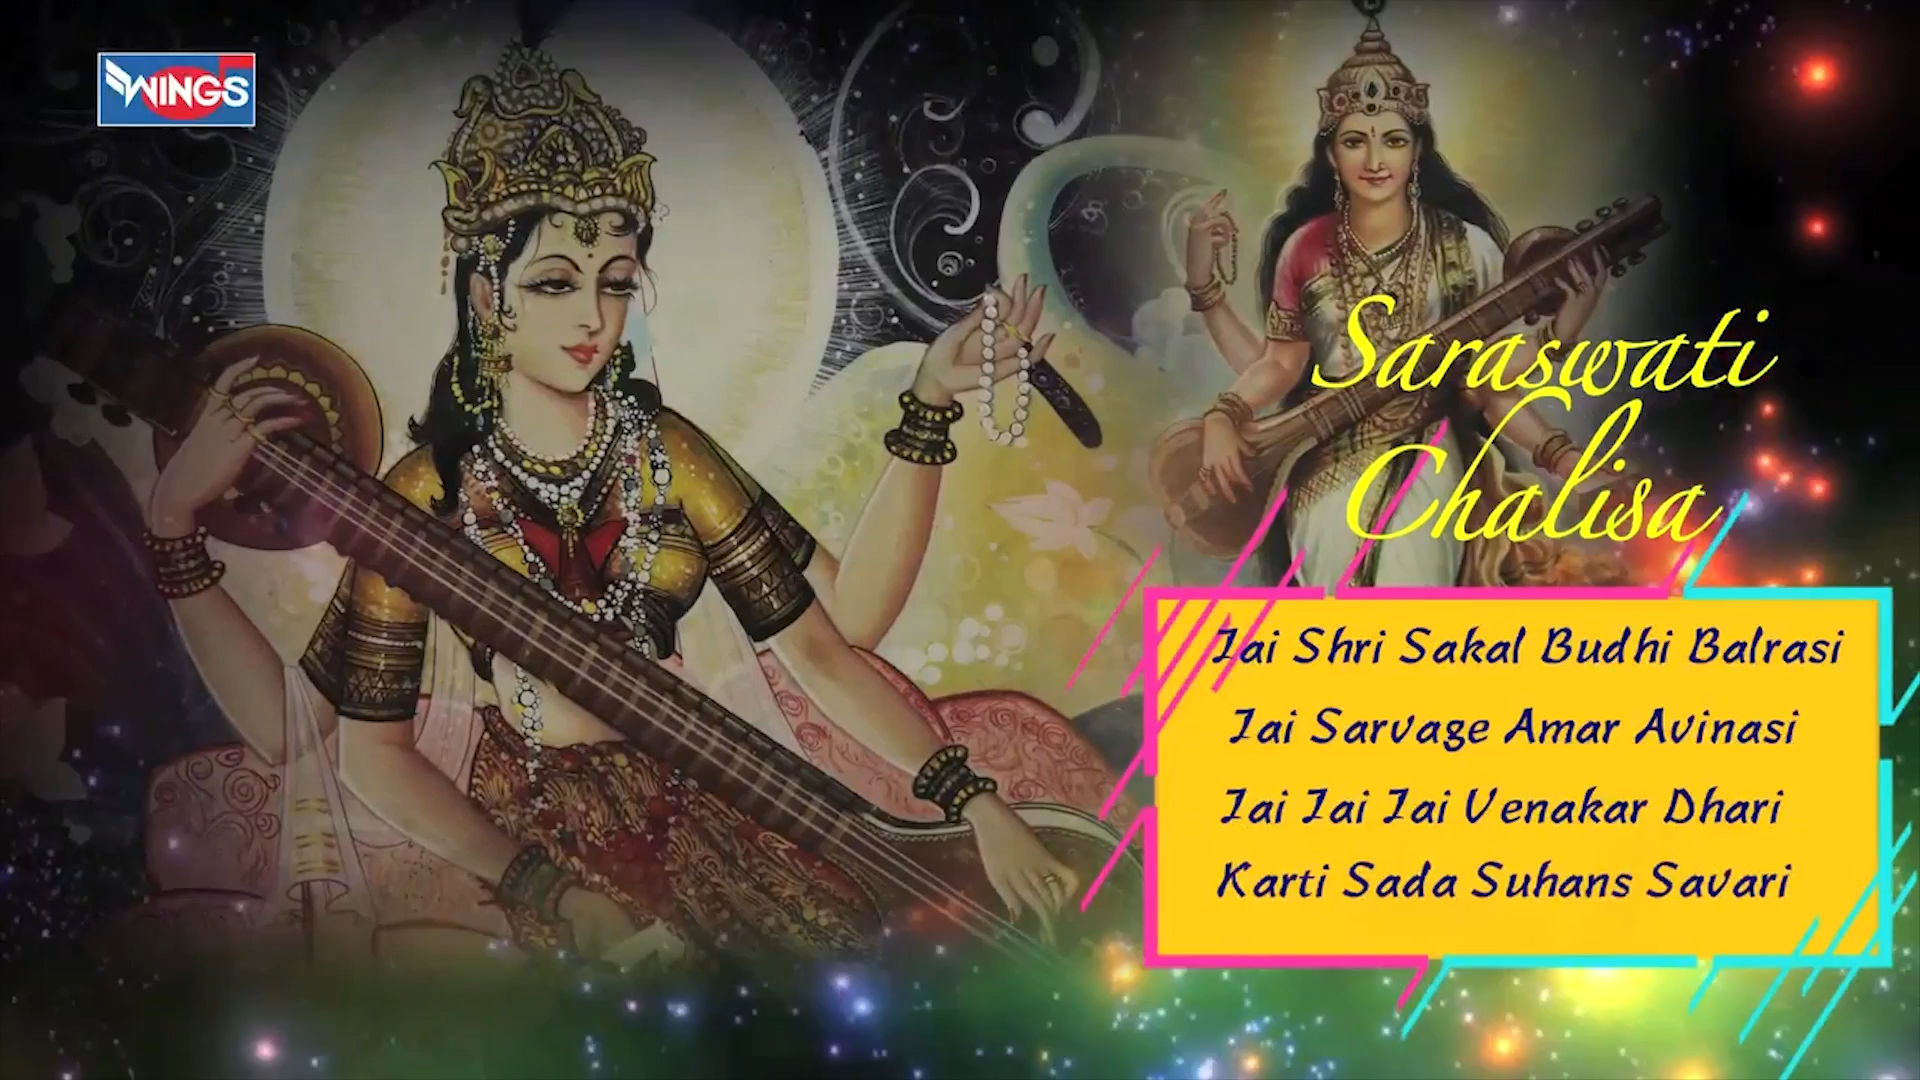 WINGS
Saraswati
Chalisa
Jai Shri Sakal Budhi Balrasi
Jai Sarvage Amar Avinasi
Jai Jai Jai Venakar Dhari
Karti Sada Suhans Savari